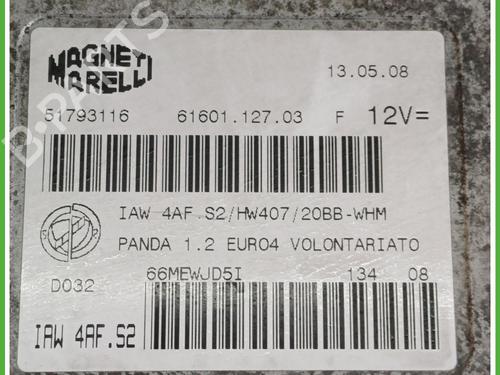 MAGNETI
MARELLI
13.05.08
51793116 61601.127.03 F 12V=
IAW 4AF.S2/HW407/20BB-WHM
PANDA 1.2 EURO4 VOLONTARIATO
D032 66MEWJD5I 134 08
IAW 4AF.S2
B-PARTS